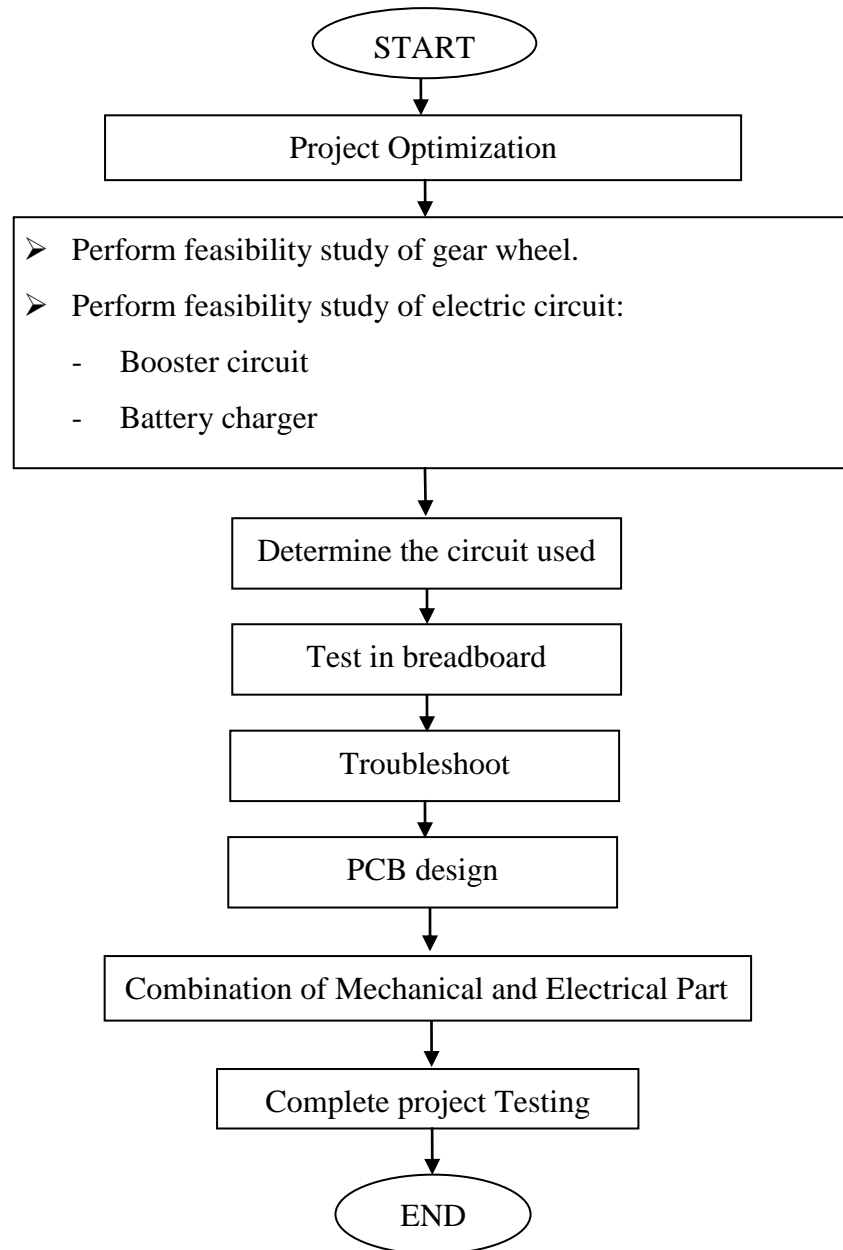 START
Project Optimization
➢ Perform feasibility study of gear wheel.
➢ Perform feasibility study of electric circuit:
- Booster circuit
- Battery charger
Determine the circuit used
Test in breadboard
Troubleshoot
PCB design
Combination of Mechanical and Electrical Part
Complete project Testing
END